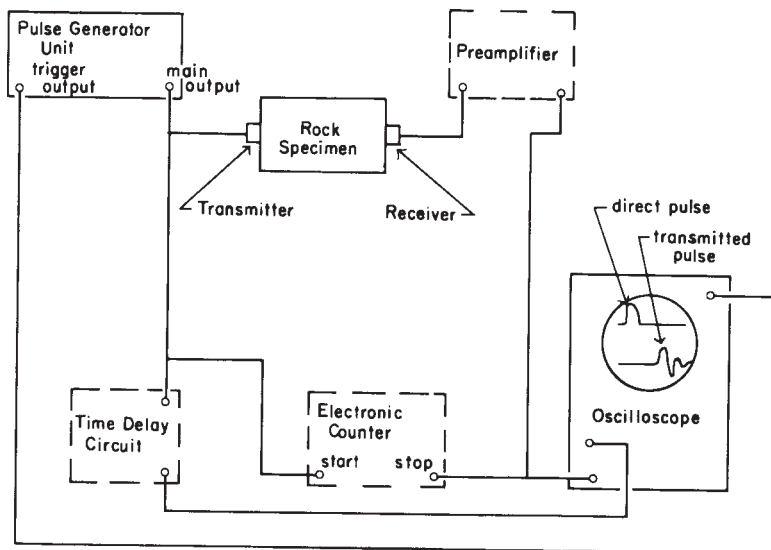 Pulse Generator
Unit
trigger
output
main
output
Preamplifier
Rock
Specimen
Transmitter
Receiver
direct pulse
transmitted
pulse
Oscilloscope
Time Delay
Circuit
Electronic
Counter
start
stop